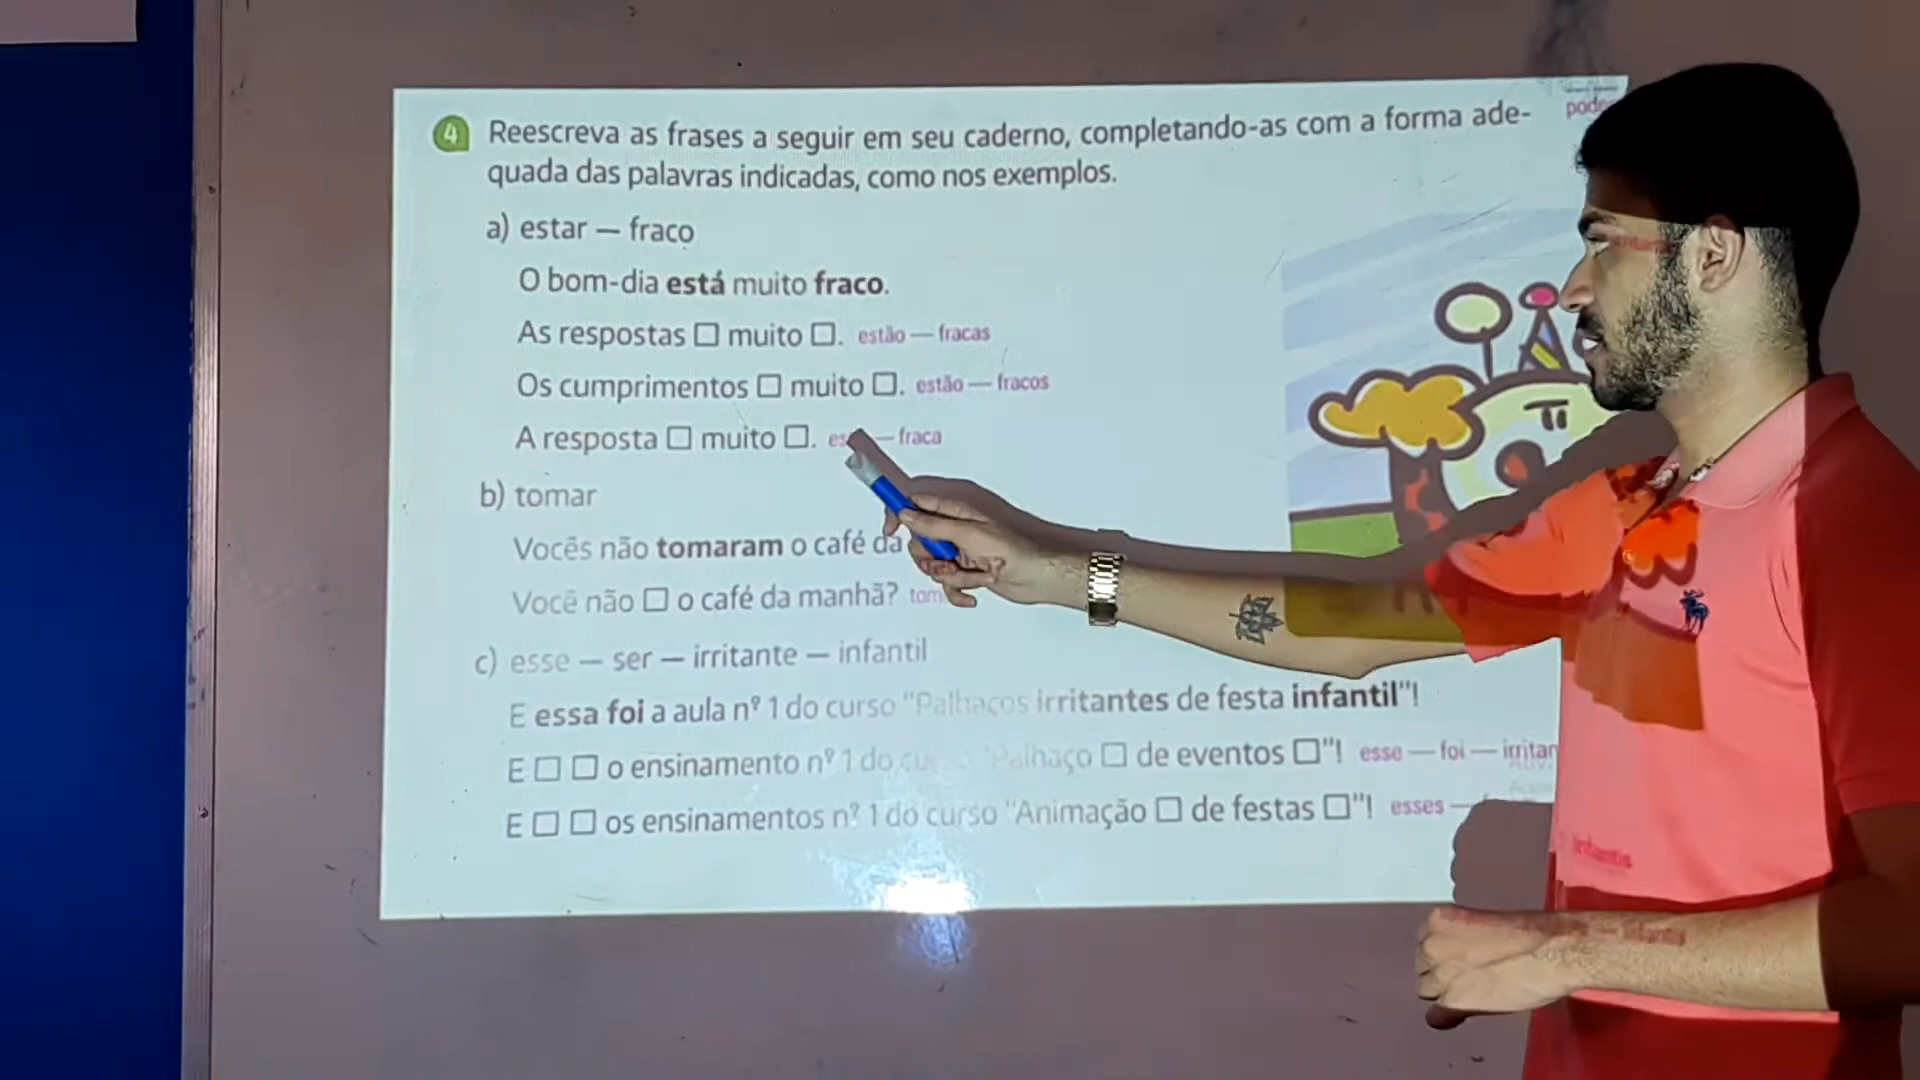 4 Reescreva as frases a seguir em seu caderno, completando-as com a forma ade-
quada das palavras indicadas, como nos exemplos.
a) estar — fraco
O bom-dia está muito fraco.
As respostas □ muito □. estão — fracas
Os cumprimentos □ muito □. estão — fracos
A resposta □ muito □. — fraca
b) tomar
Vocês não tomaram o café da
Você não □ o café da manhã?
c) esse — ser — irritante — infantil
E essa foi a aula nº 1 do curso "Palhaços irritantes de festa infantil"!
E □ □ o ensinamento nº 1 do "Palhaço □ de eventos □"! esse — foi —
E □ □ os ensinamentos nº 1 do curso "Animação □ de festas □"! esses —
infantis